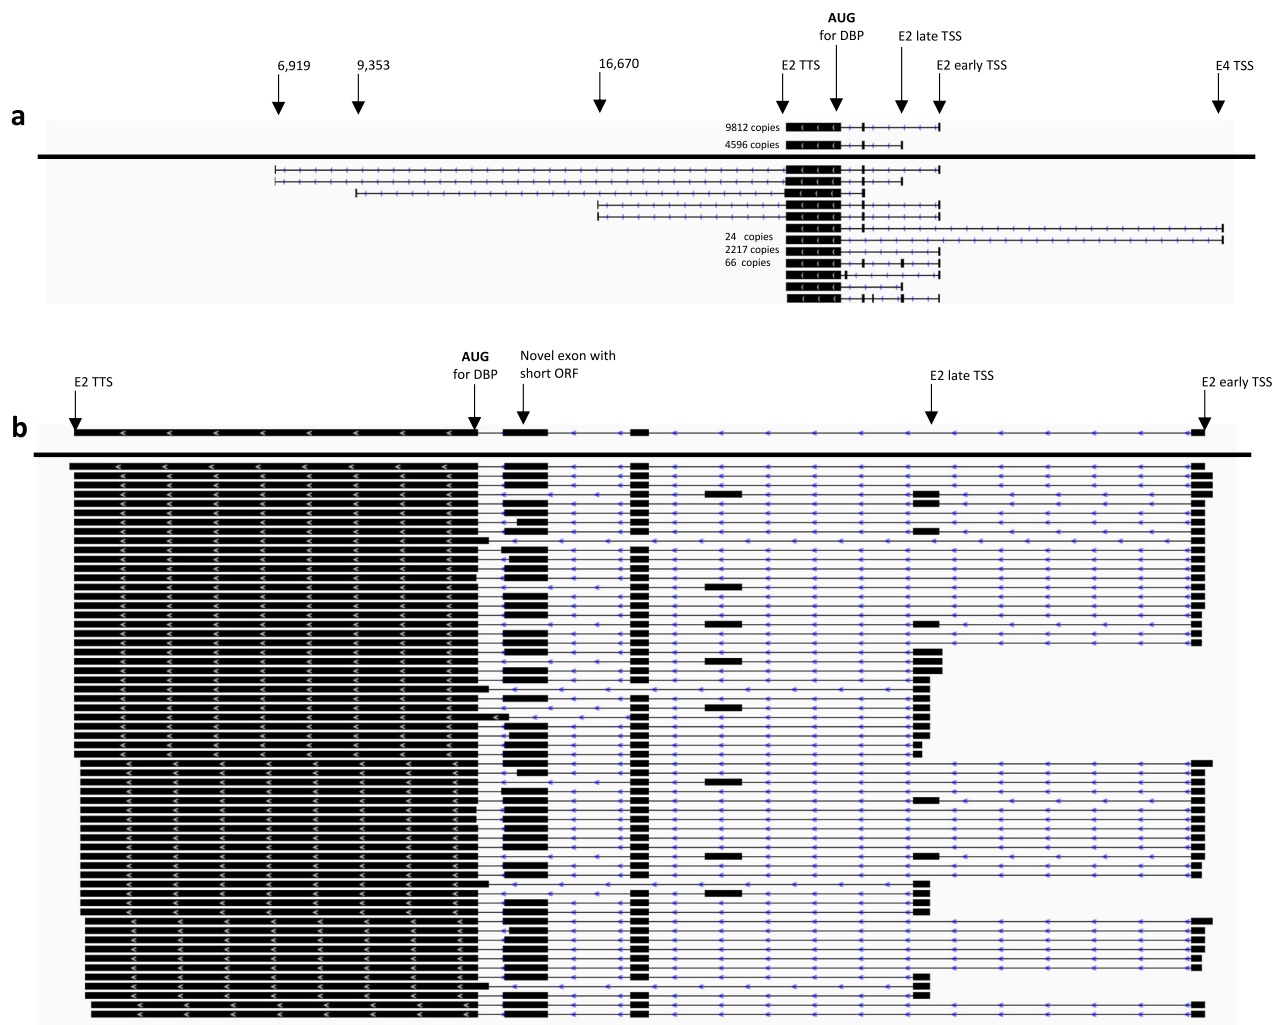 a
6,919
9,353
16,670
E2 TTS
AUG
for DBP
E2 late TSS
E2 early TSS
E4 TSS
9812 copies
4596 copies
24 copies
2217 copies
66 copies
b
E2 TTS
AUG
for DBP
Novel exon with
short ORF
E2 late TSS
E2 early TSS